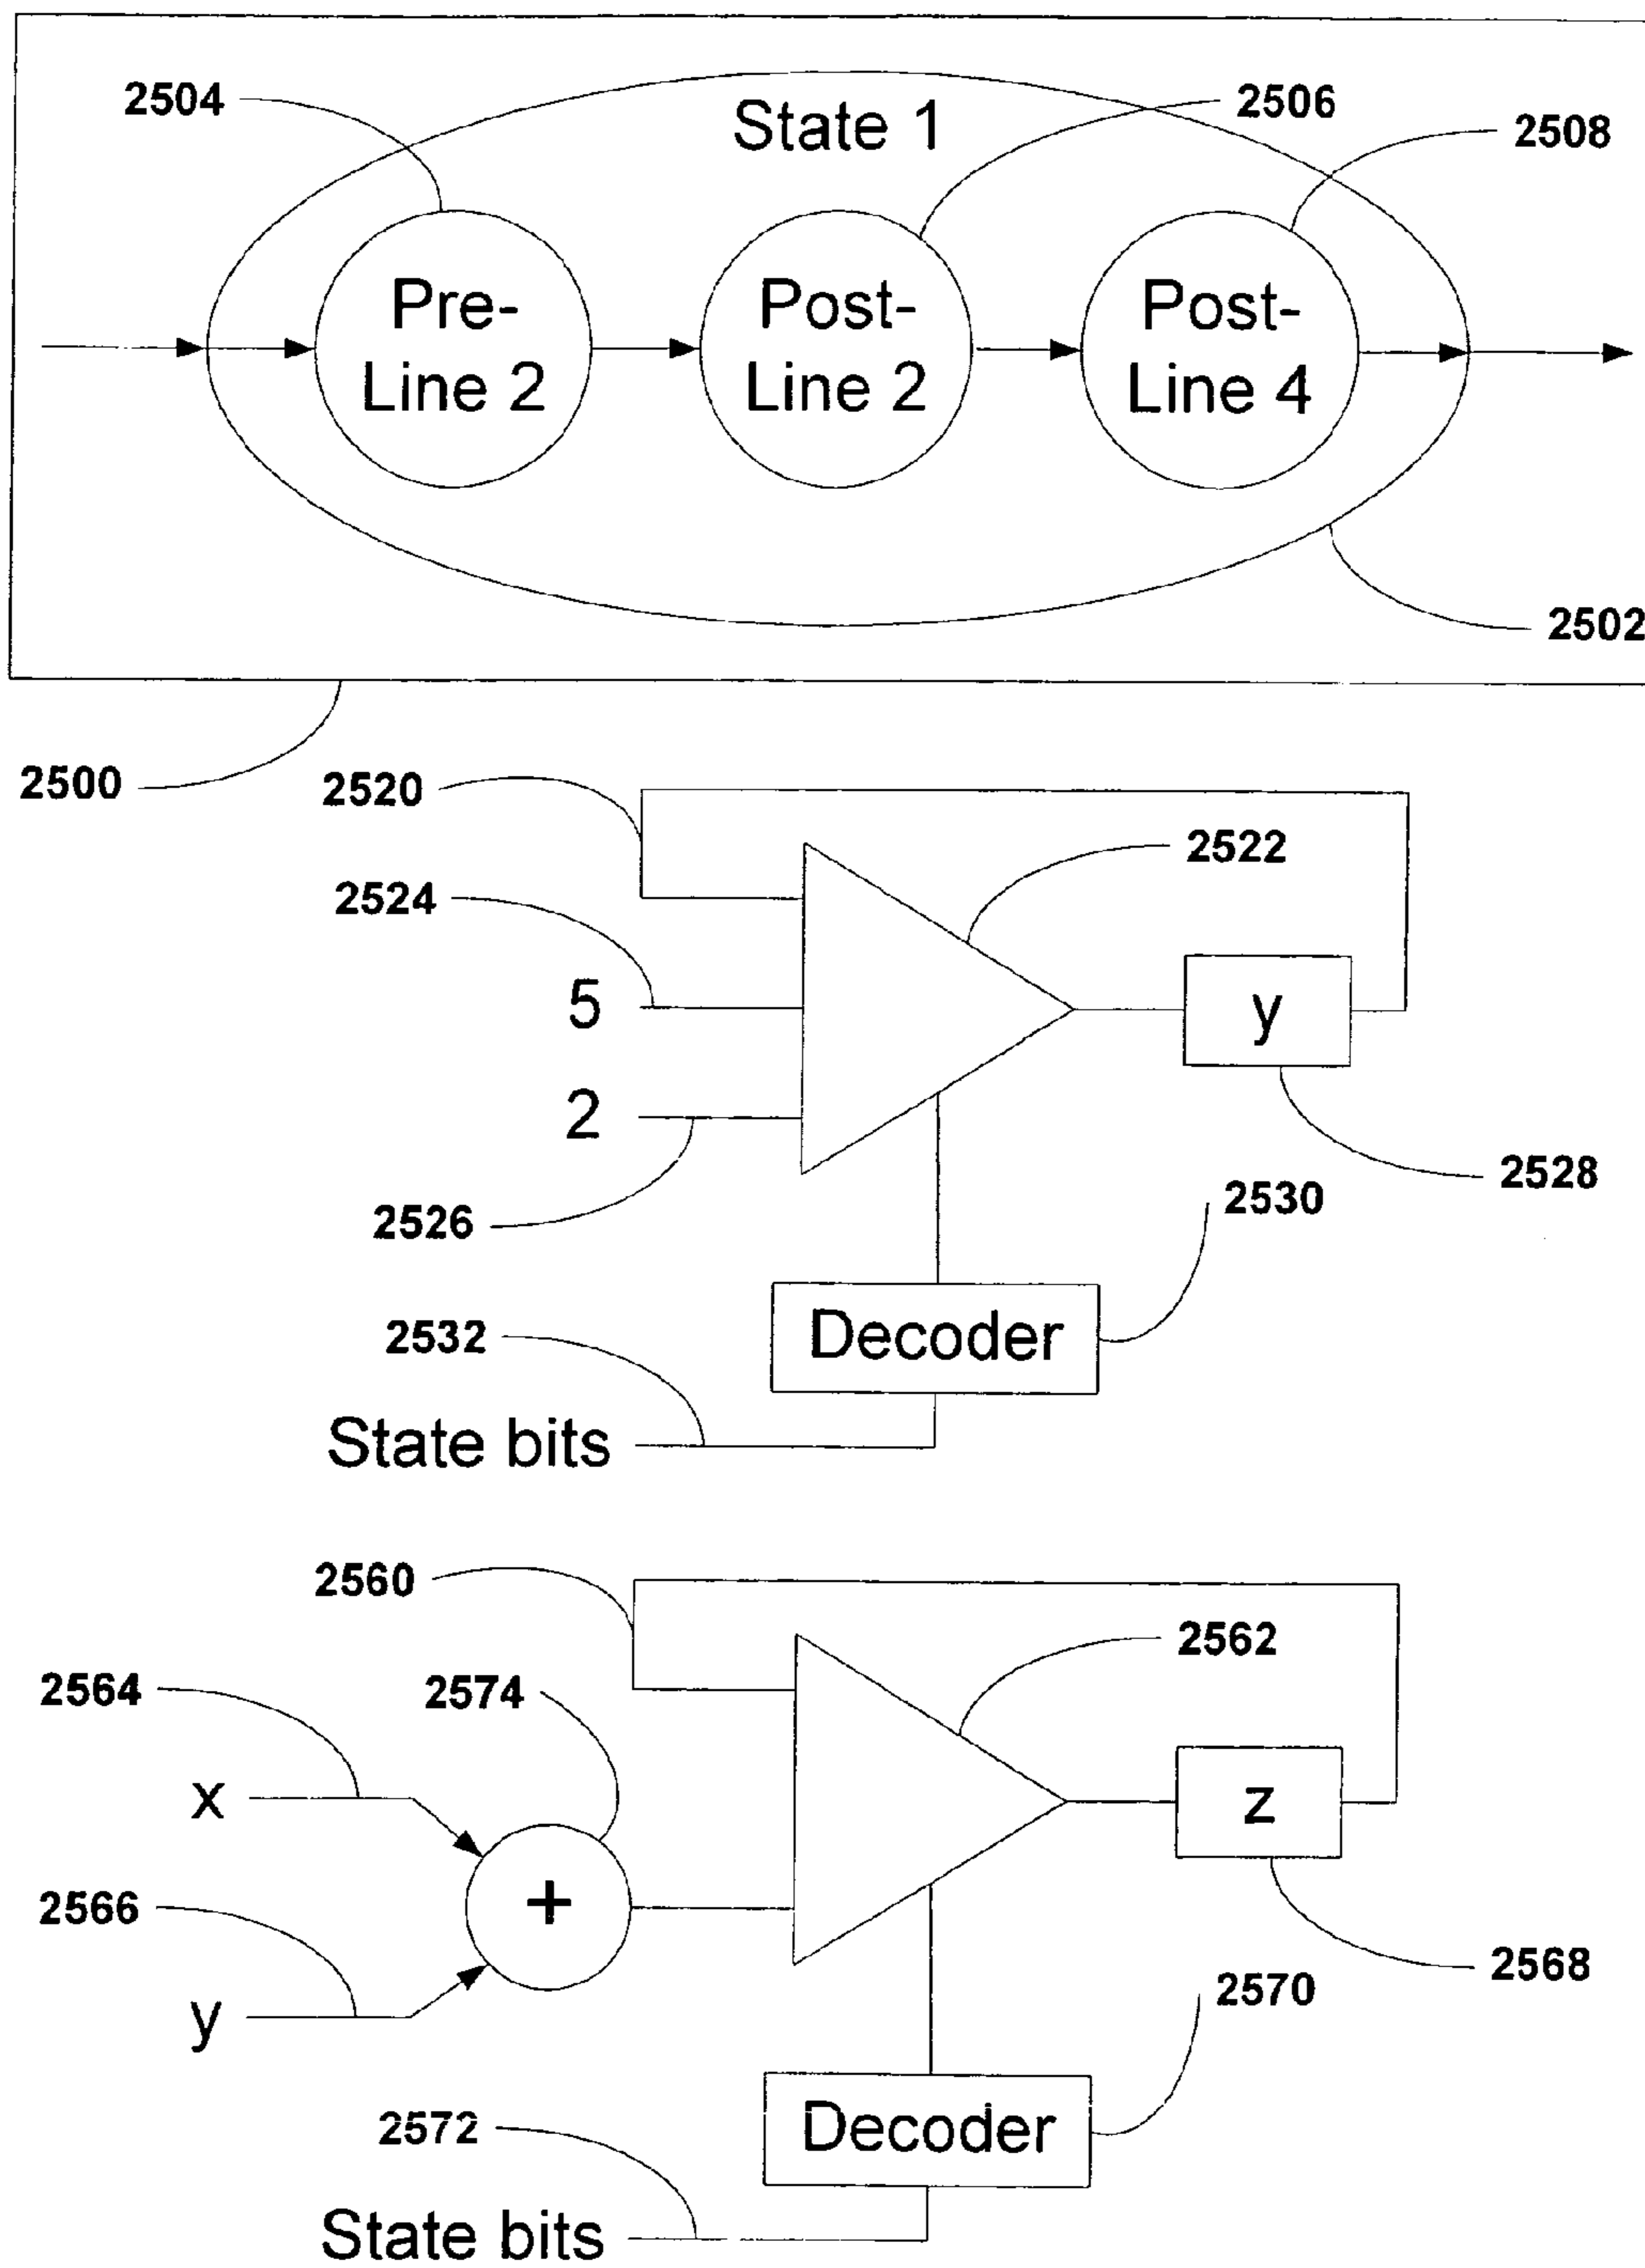 2504
State 1
2506
2508
Pre-
Line 2
Post-
Line 2
Post-
Line 4
2502
2500
2520
2522
2524
5
y
2
2528
2526
2530
2532
Decoder
State bits
2560
2562
2564
2574
x
z
+
2566
2568
y
2570
2572
Decoder
State bits